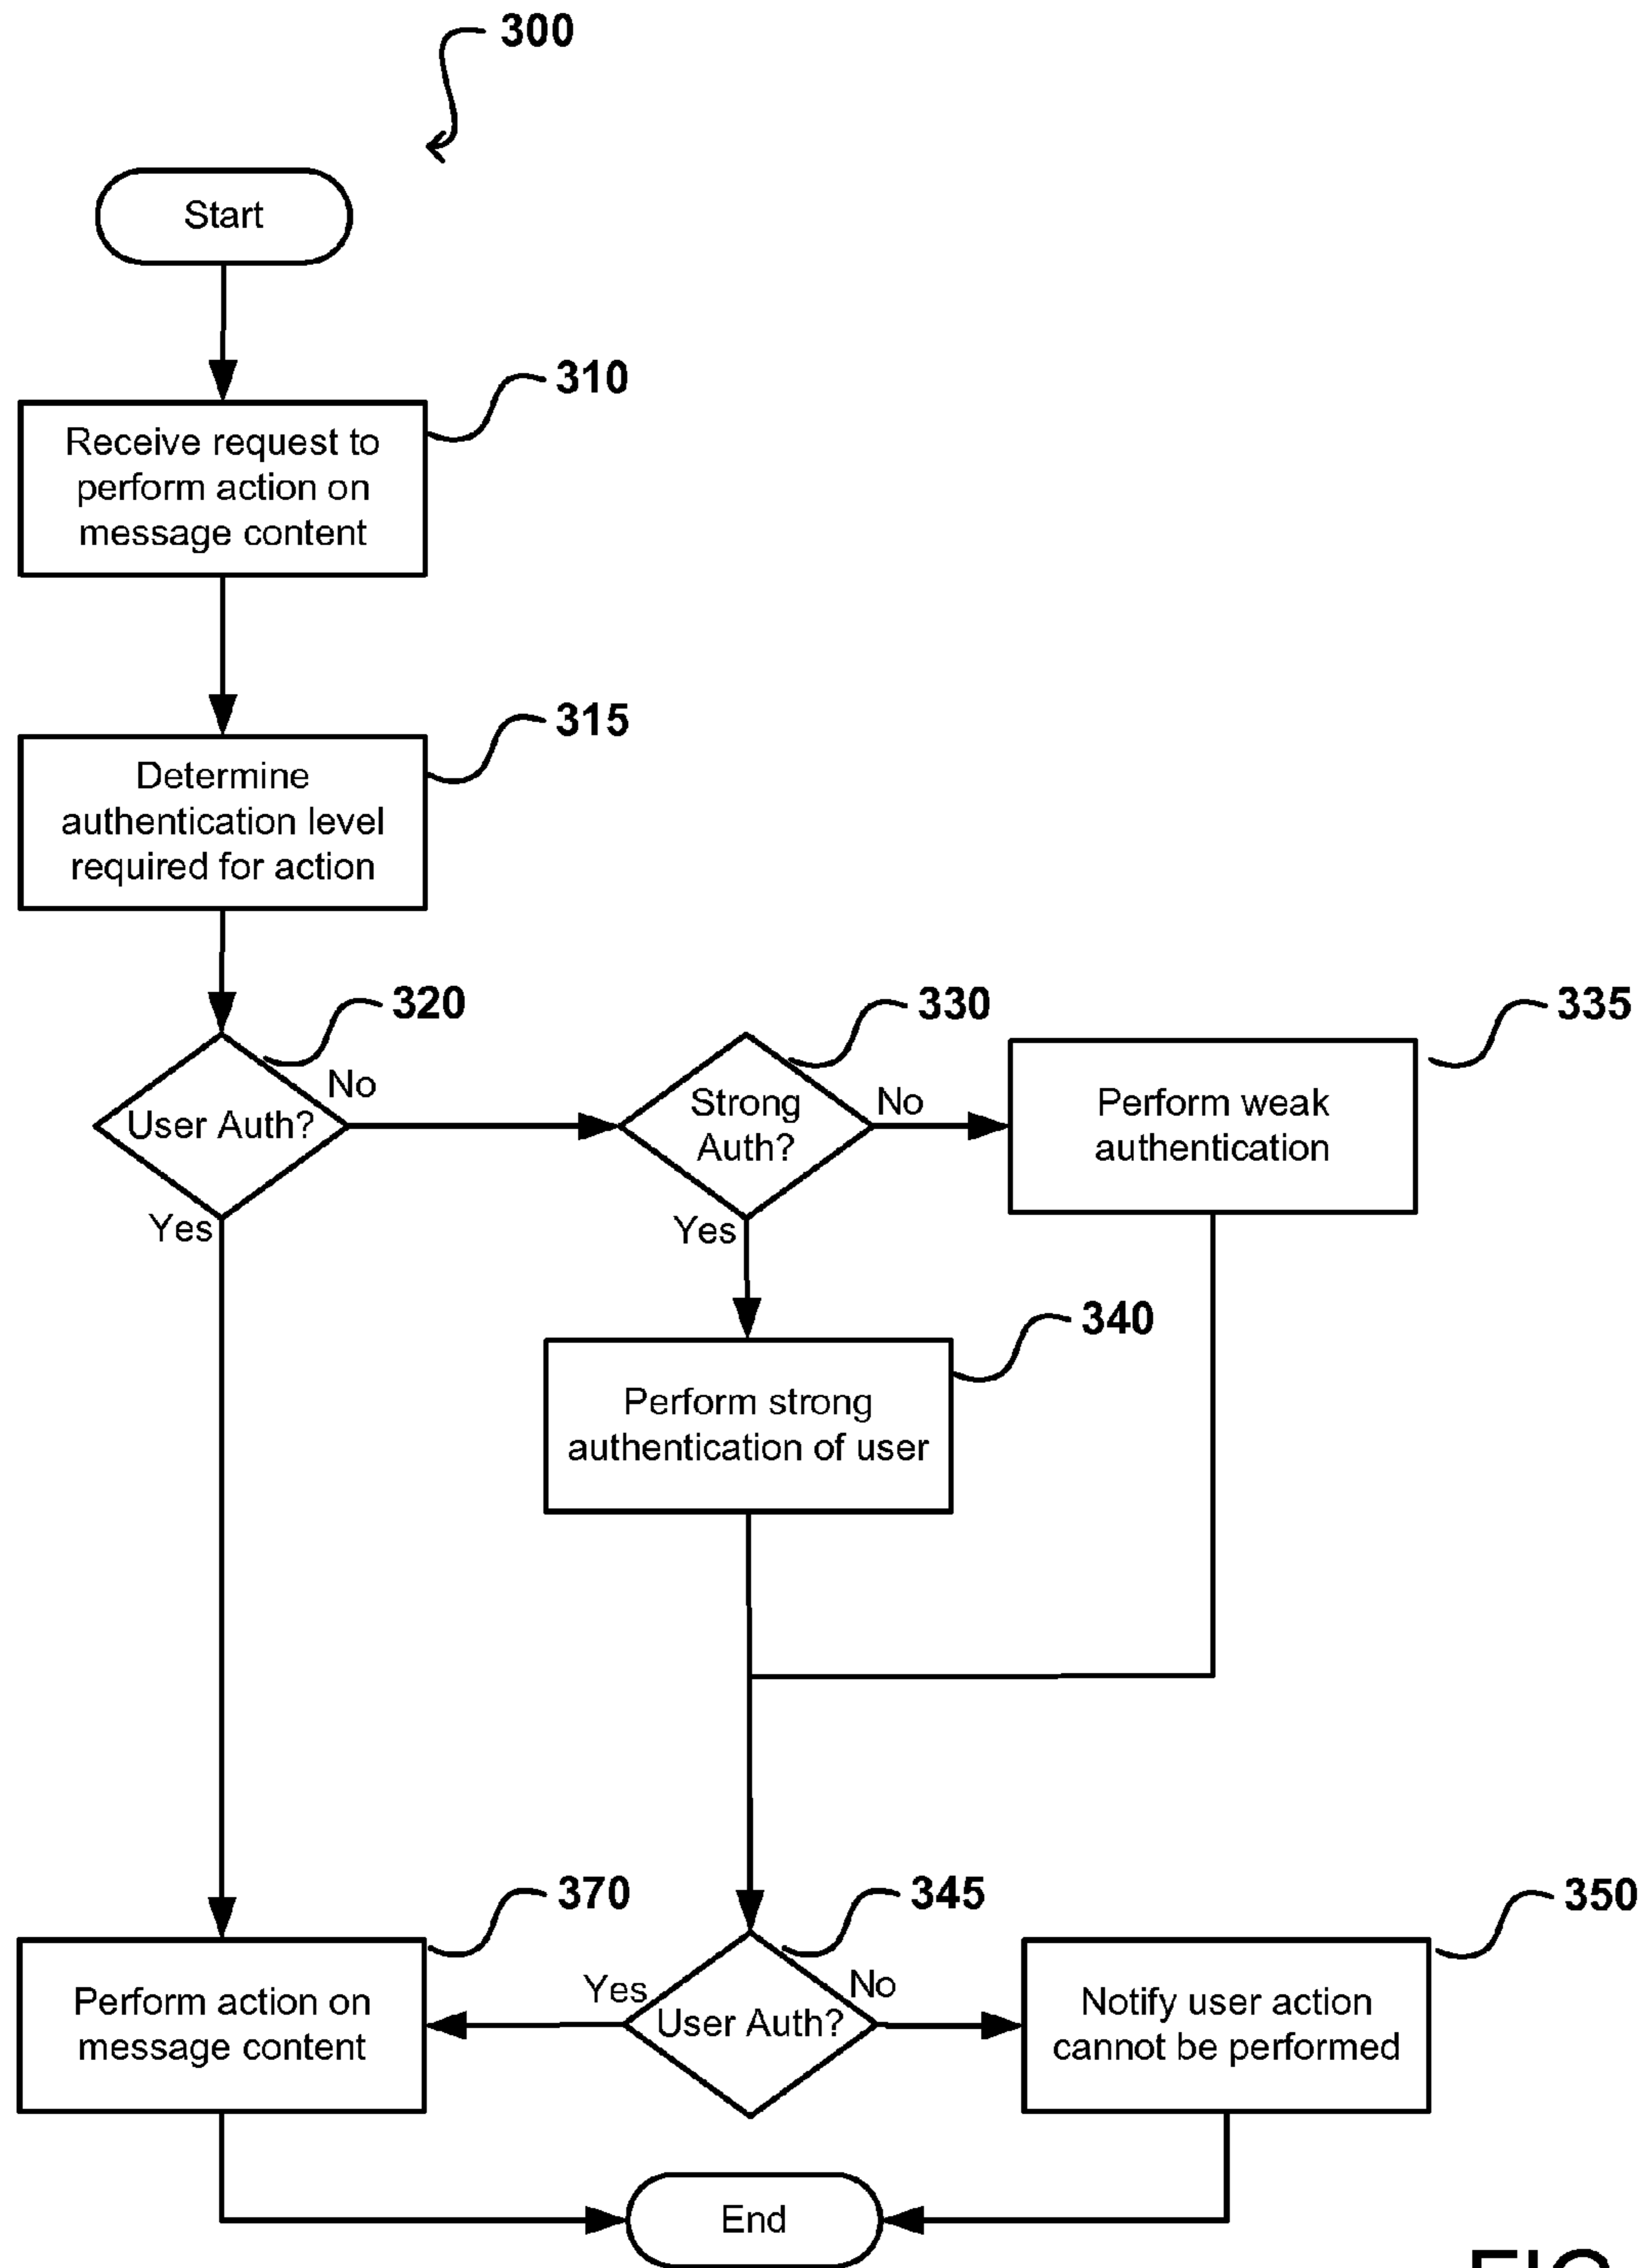 300
Start
310
Receive request to
perform action on
message content
315
Determine
authentication level
required for action
320
330
335
User Auth?
No
Yes
Strong
Auth?
No
Yes
Perform weak
authentication
340
Perform strong
authentication of user
370
345
350
Perform action on
message content
Yes
User Auth?
No
Notify user action
cannot be performed
End